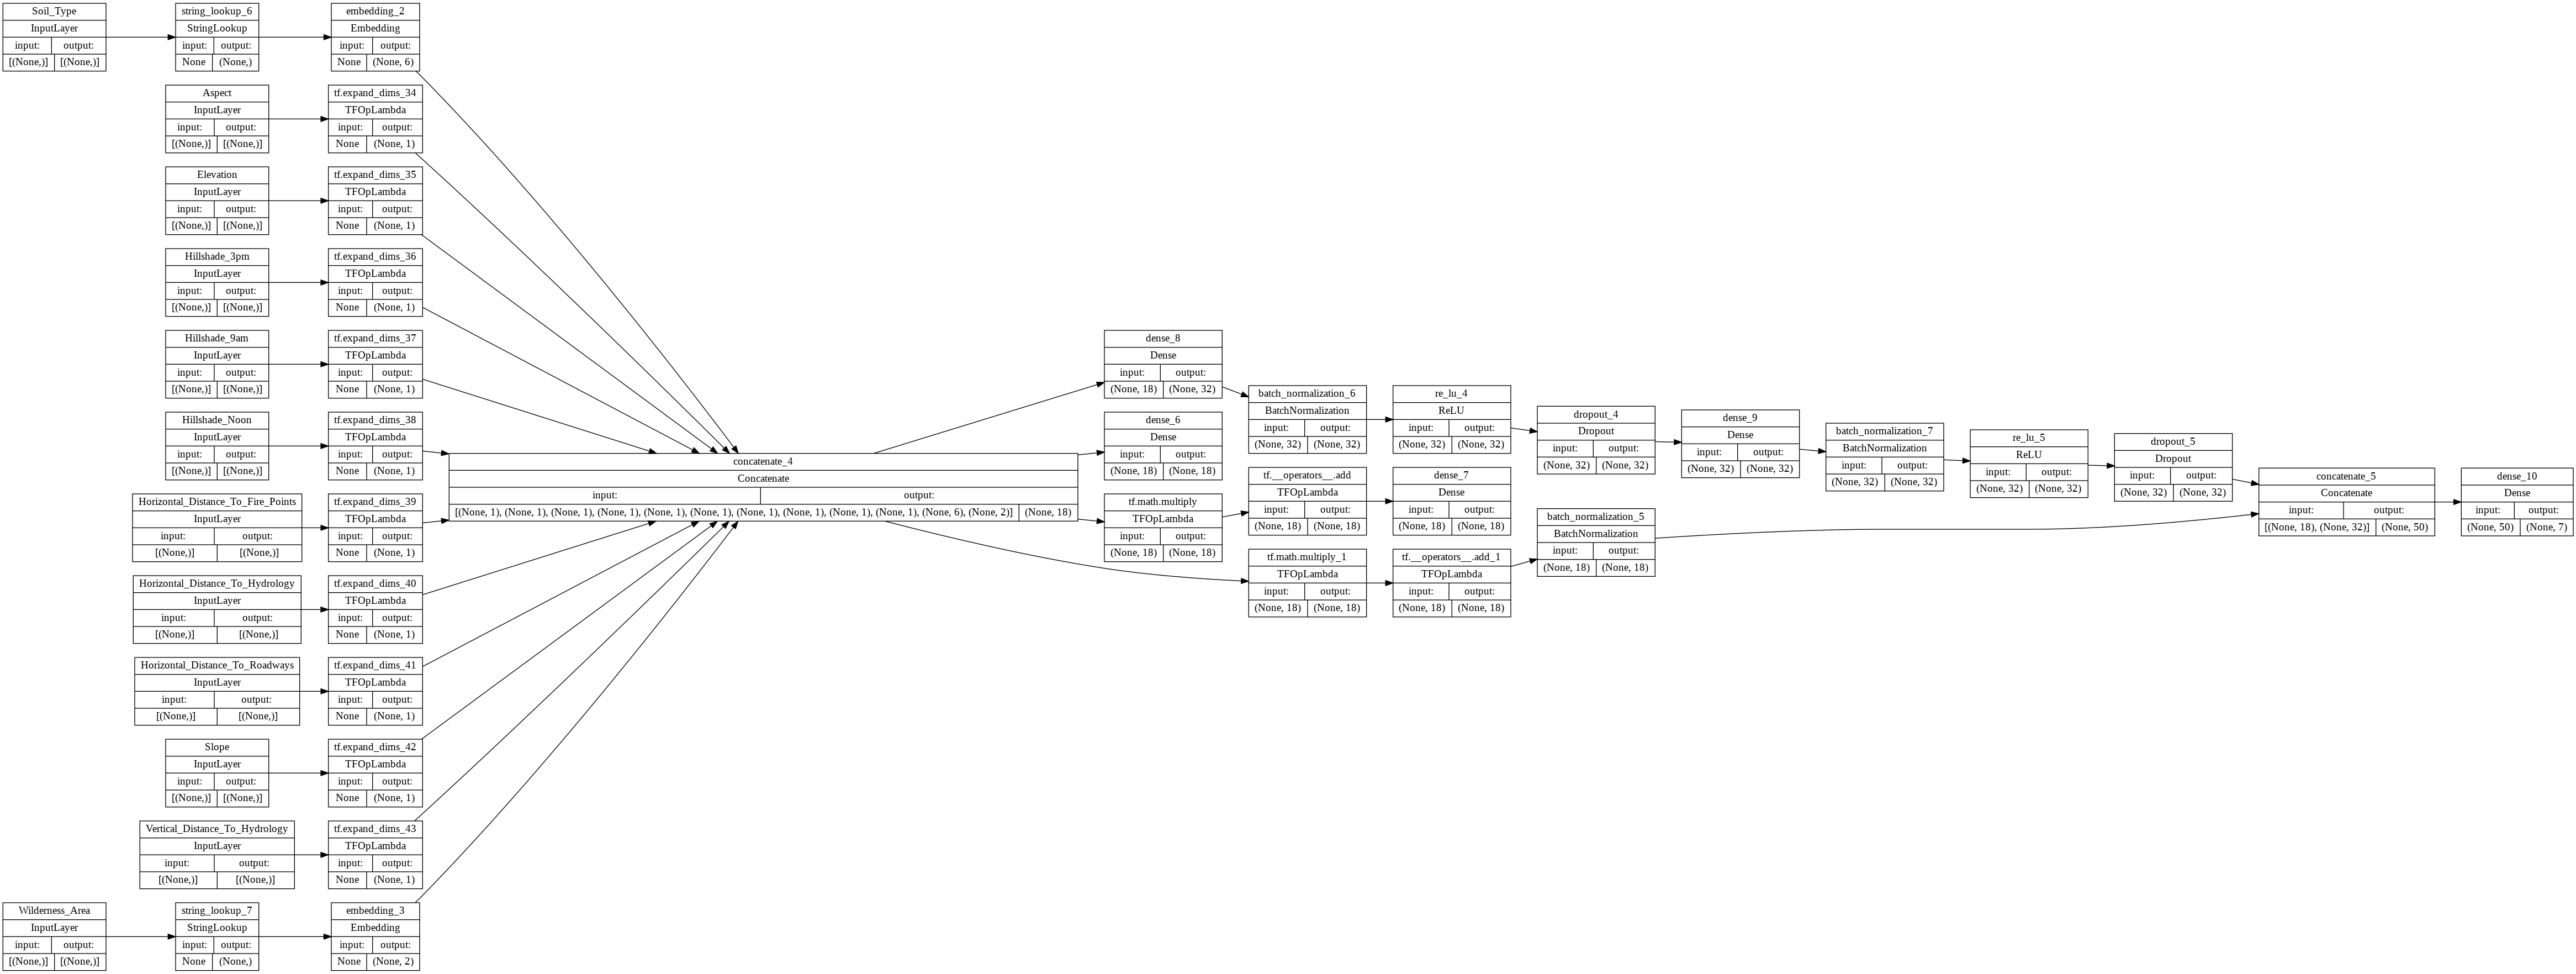 Soil_Type
InputLayer
input: output:
[(None,)] [(None,)]
string_lookup_6
StringLookup
input: output:
None (None,)
embedding_2
Embedding
input: output:
None (None, 6)
Aspect
InputLayer
input: output:
[(None,)] [(None,)]
tf.expand_dims_34
TFOpLambda
input: output:
None (None, 1)
Elevation
InputLayer
input: output:
[(None,)] [(None,)]
tf.expand_dims_35
TFOpLambda
input: output:
None (None, 1)
Hillshade_3pm
InputLayer
input: output:
[(None,)] [(None,)]
tf.expand_dims_36
TFOpLambda
input: output:
None (None, 1)
Hillshade_9am
InputLayer
input: output:
[(None,)] [(None,)]
tf.expand_dims_37
TFOpLambda
input: output:
None (None, 1)
Hillshade_Noon
InputLayer
input: output:
[(None,)] [(None,)]
tf.expand_dims_38
TFOpLambda
input: output:
None (None, 1)
Horizontal_Distance_To_Fire_Points
InputLayer
input: output:
[(None,)] [(None,)]
tf.expand_dims_39
TFOpLambda
input: output:
None (None, 1)
Horizontal_Distance_To_Hydrology
InputLayer
input: output:
[(None,)] [(None,)]
tf.expand_dims_40
TFOpLambda
input: output:
None (None, 1)
Horizontal_Distance_To_Roadways
InputLayer
input: output:
[(None,)] [(None,)]
tf.expand_dims_41
TFOpLambda
input: output:
None (None, 1)
Slope
InputLayer
input: output:
[(None,)] [(None,)]
tf.expand_dims_42
TFOpLambda
input: output:
None (None, 1)
Vertical_Distance_To_Hydrology
InputLayer
input: output:
[(None,)] [(None,)]
tf.expand_dims_43
TFOpLambda
input: output:
None (None, 1)
Wilderness_Area
InputLayer
input: output:
[(None,)] [(None,)]
string_lookup_7
StringLookup
input: output:
None (None,)
embedding_3
Embedding
input: output:
None (None, 2)
concatenate_4
Concatenate
input: output:
[(None, 1), (None, 1), (None, 1), (None, 1), (None, 1), (None, 1), (None, 1), (None, 1), (None, 1), (None, 1), (None, 6), (None, 2)] (None, 18)
dense_8
Dense
input: output:
(None, 18) (None, 32)
dense_6
Dense
input: output:
(None, 18) (None, 18)
tf.math.multiply
TFOpLambda
input: output:
(None, 18) (None, 18)
batch_normalization_6
BatchNormalization
input: output:
(None, 32) (None, 32)
tf.__operators__.add
TFOpLambda
input: output:
(None, 18) (None, 18)
tf.math.multiply_1
TFOpLambda
input: output:
(None, 18) (None, 18)
re_lu_4
ReLU
input: output:
(None, 32) (None, 32)
dense_7
Dense
input: output:
(None, 18) (None, 18)
tf.__operators__.add_1
TFOpLambda
input: output:
(None, 18) (None, 18)
dropout_4
Dropout
input: output:
(None, 32) (None, 32)
batch_normalization_5
BatchNormalization
input: output:
(None, 18) (None, 18)
dense_9
Dense
input: output:
(None, 32) (None, 32)
batch_normalization_7
BatchNormalization
input: output:
(None, 32) (None, 32)
re_lu_5
ReLU
input: output:
(None, 32) (None, 32)
dropout_5
Dropout
input: output:
(None, 32) (None, 32)
concatenate_5
Concatenate
input: output:
[(None, 18), (None, 32)] (None, 50)
dense_10
Dense
input: output:
(None, 50) (None, 7)